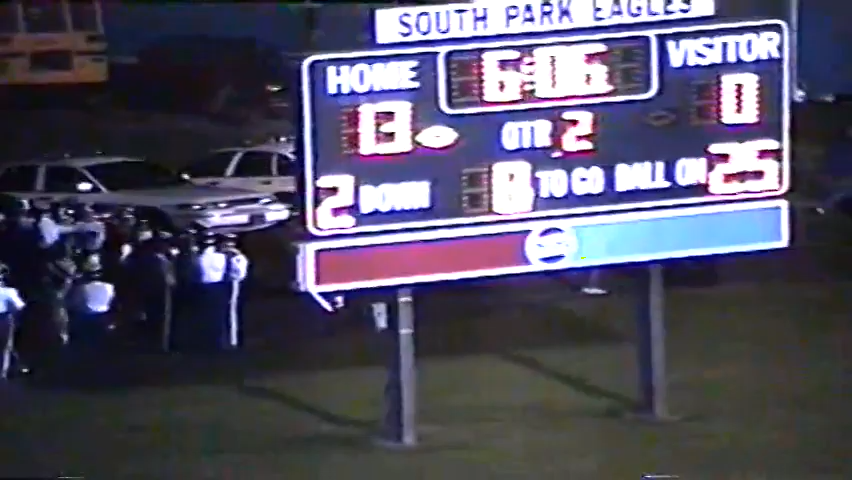 SOUTH PARK EAGLES
HOME 6:06 VISITOR
13 QTR 2 0
2 DOWN 8 TO GO BALL ON 25